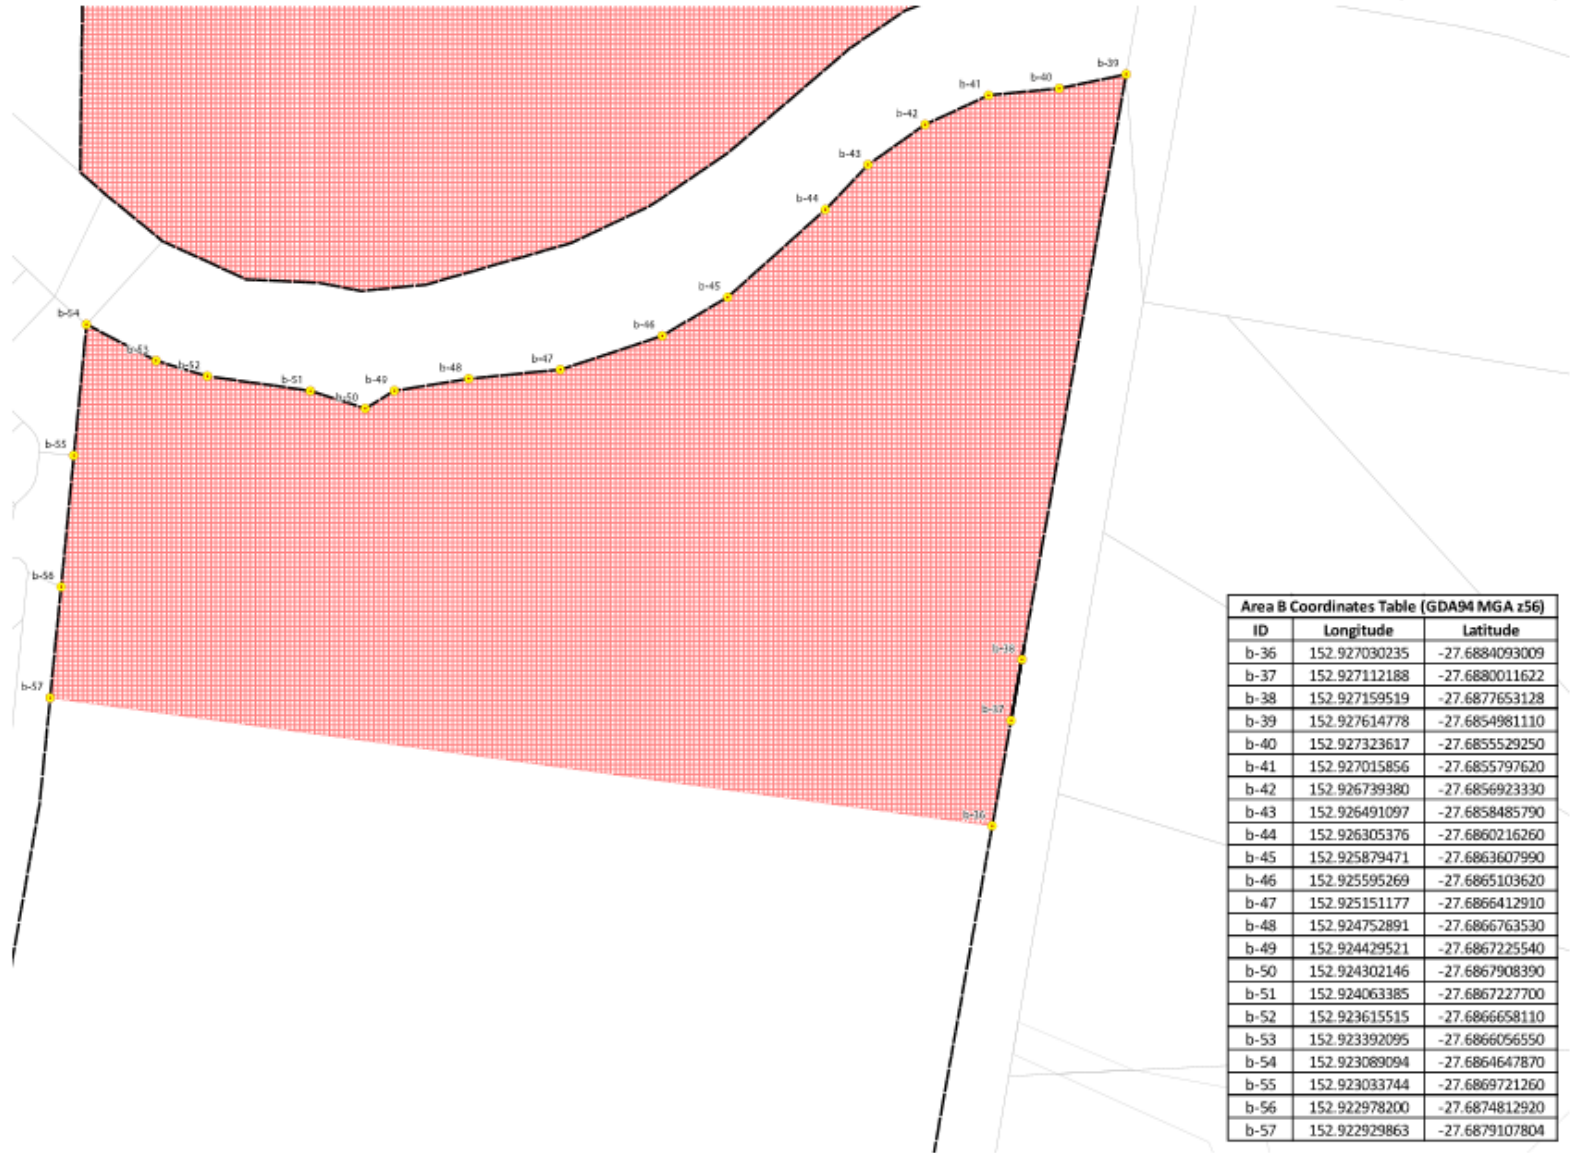 b-39
b-40
b-41
b-42
b-43
b-44
b-45
b-46
b-47
b-48
b-49
b-50
b-51
b-52
b-53
b-54
b-55
b-56
b-57
b-38
b-37
b-36
Area B Coordinates Table (GDA94 MGA z56)
ID Longitude Latitude
b-36 152.927030235 -27.6884093009
b-37 152.927112188 -27.6880011622
b-38 152.927159519 -27.6877653128
b-39 152.927614778 -27.6854981110
b-40 152.927323617 -27.6855529250
b-41 152.927015856 -27.6855797620
b-42 152.926739380 -27.6856923330
b-43 152.926491097 -27.6858485790
b-44 152.926305376 -27.6860216260
b-45 152.925879471 -27.6863607990
b-46 152.925595269 -27.6865103620
b-47 152.925151177 -27.6866412910
b-48 152.924752891 -27.6866763530
b-49 152.924429521 -27.6867225540
b-50 152.924302146 -27.6867908390
b-51 152.924063385 -27.6867227700
b-52 152.923615515 -27.6866658110
b-53 152.923392095 -27.6866056550
b-54 152.923089094 -27.6864647870
b-55 152.923033744 -27.6869721260
b-56 152.922978200 -27.6874812920
b-57 152.922929863 -27.6879107804